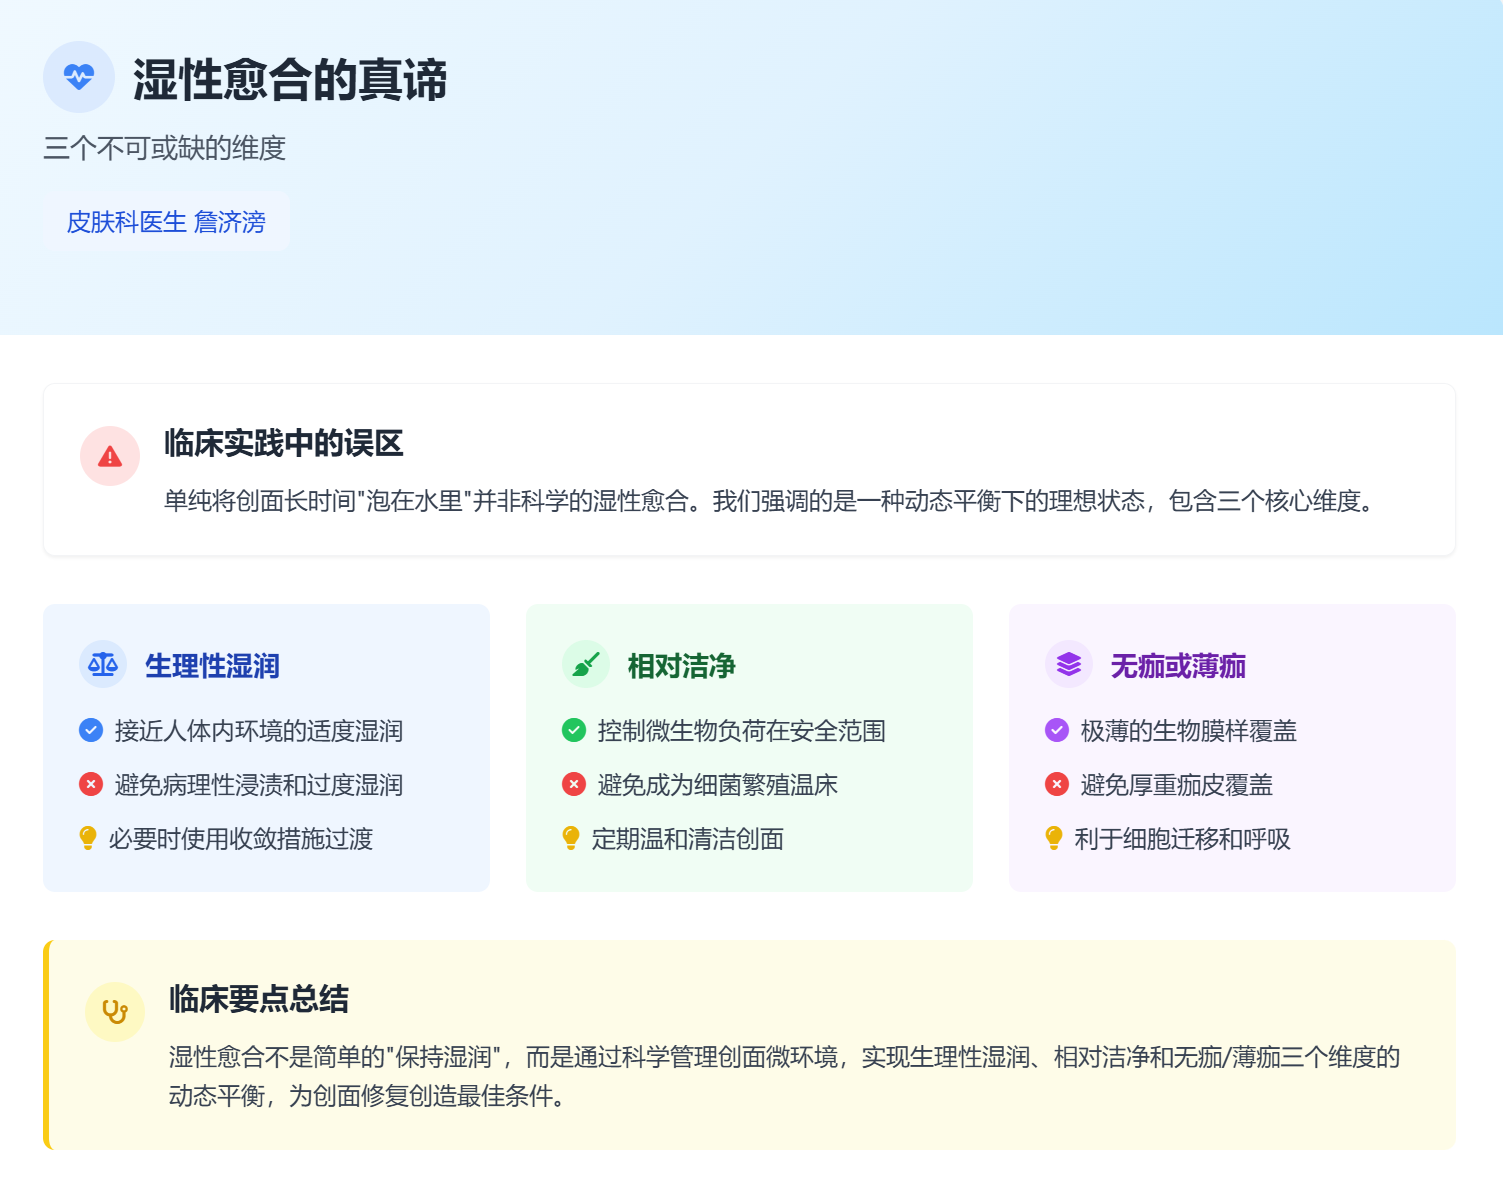 湿性愈合的真谛
三个不可或缺的维度
皮肤科医生 詹济滂
临床实践中的误区
单纯将创面长时间"泡在水里"并非科学的湿性愈合。我们强调的是一种动态平衡下的理想状态，包含三个核心维度。
生理性湿润
接近人体内环境的适度湿润
避免病理性浸渍和过度湿润
必要时使用收敛措施过渡
相对洁净
控制微生物负荷在安全范围
避免成为细菌繁殖温床
定期温和清洁创面
无痂或薄痂
极薄的生物膜样覆盖
避免厚重痂皮覆盖
利于细胞迁移和呼吸
临床要点总结
湿性愈合不是简单的"保持湿润"，而是通过科学管理创面微环境，实现生理性湿润、相对洁净和无痂/薄痂三个维度的
动态平衡，为创面修复创造最佳条件。